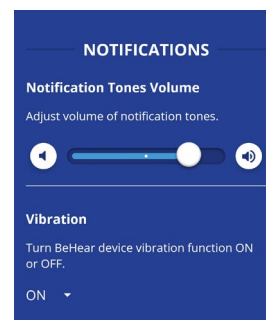 NOTIFICATIONS
Notification Tones Volume
Adjust volume of notification tones.
Vibration
Turn BeHear device vibration function ON
or OFF.
ON